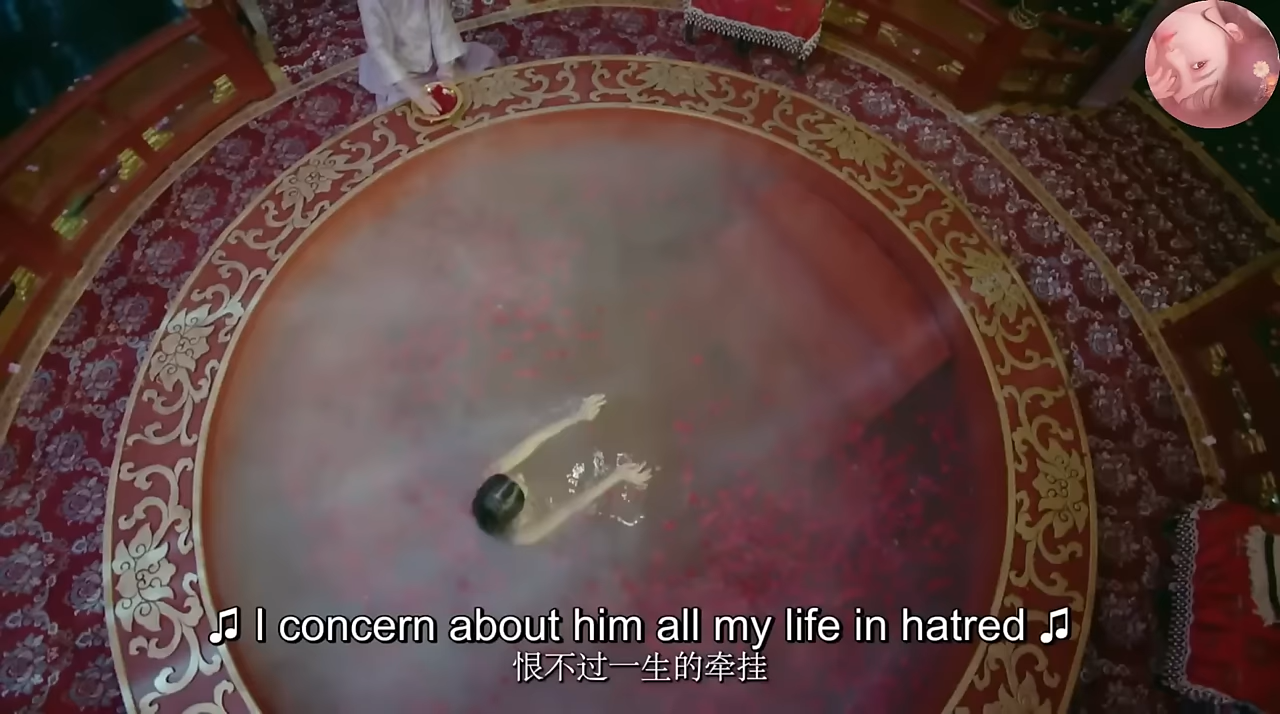 ♫ I concern about him all my life in hatred ♫
恨不过一生的牵挂